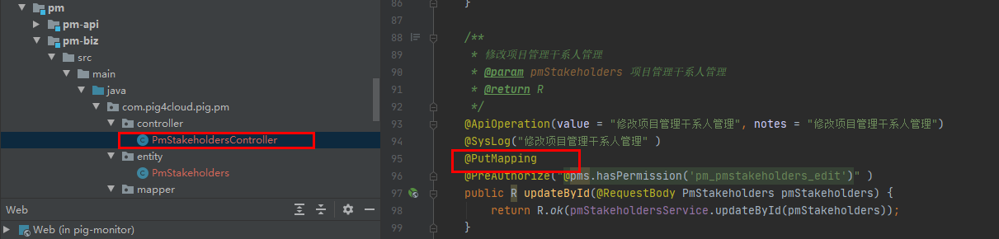 pm
pm-api
pm-biz
src
main
java
com.pig4cloud.pig.pm
controller
PmStakeholdersController
entity
PmStakeholders
mapper
Web
Web (in pig-monitor)
86 }
87
88 /**
89 * 修改项目管理干系人管理
90 * @param pmStakeholders 项目管理干系人管理
91 * @return R
92 */
93 @ApiOperation(value = "修改项目管理干系人管理", notes = "修改项目管理干系人管理")
94 @SysLog("修改项目管理干系人管理" )
95 @PutMapping
96 @PreAuthorize("@pms.hasPermission('pm_pmstakeholders_edit')" )
97 public R updateById(@RequestBody PmStakeholders pmStakeholders) {
98 return R.ok(pmStakeholdersService.updateById(pmStakeholders));
99 }